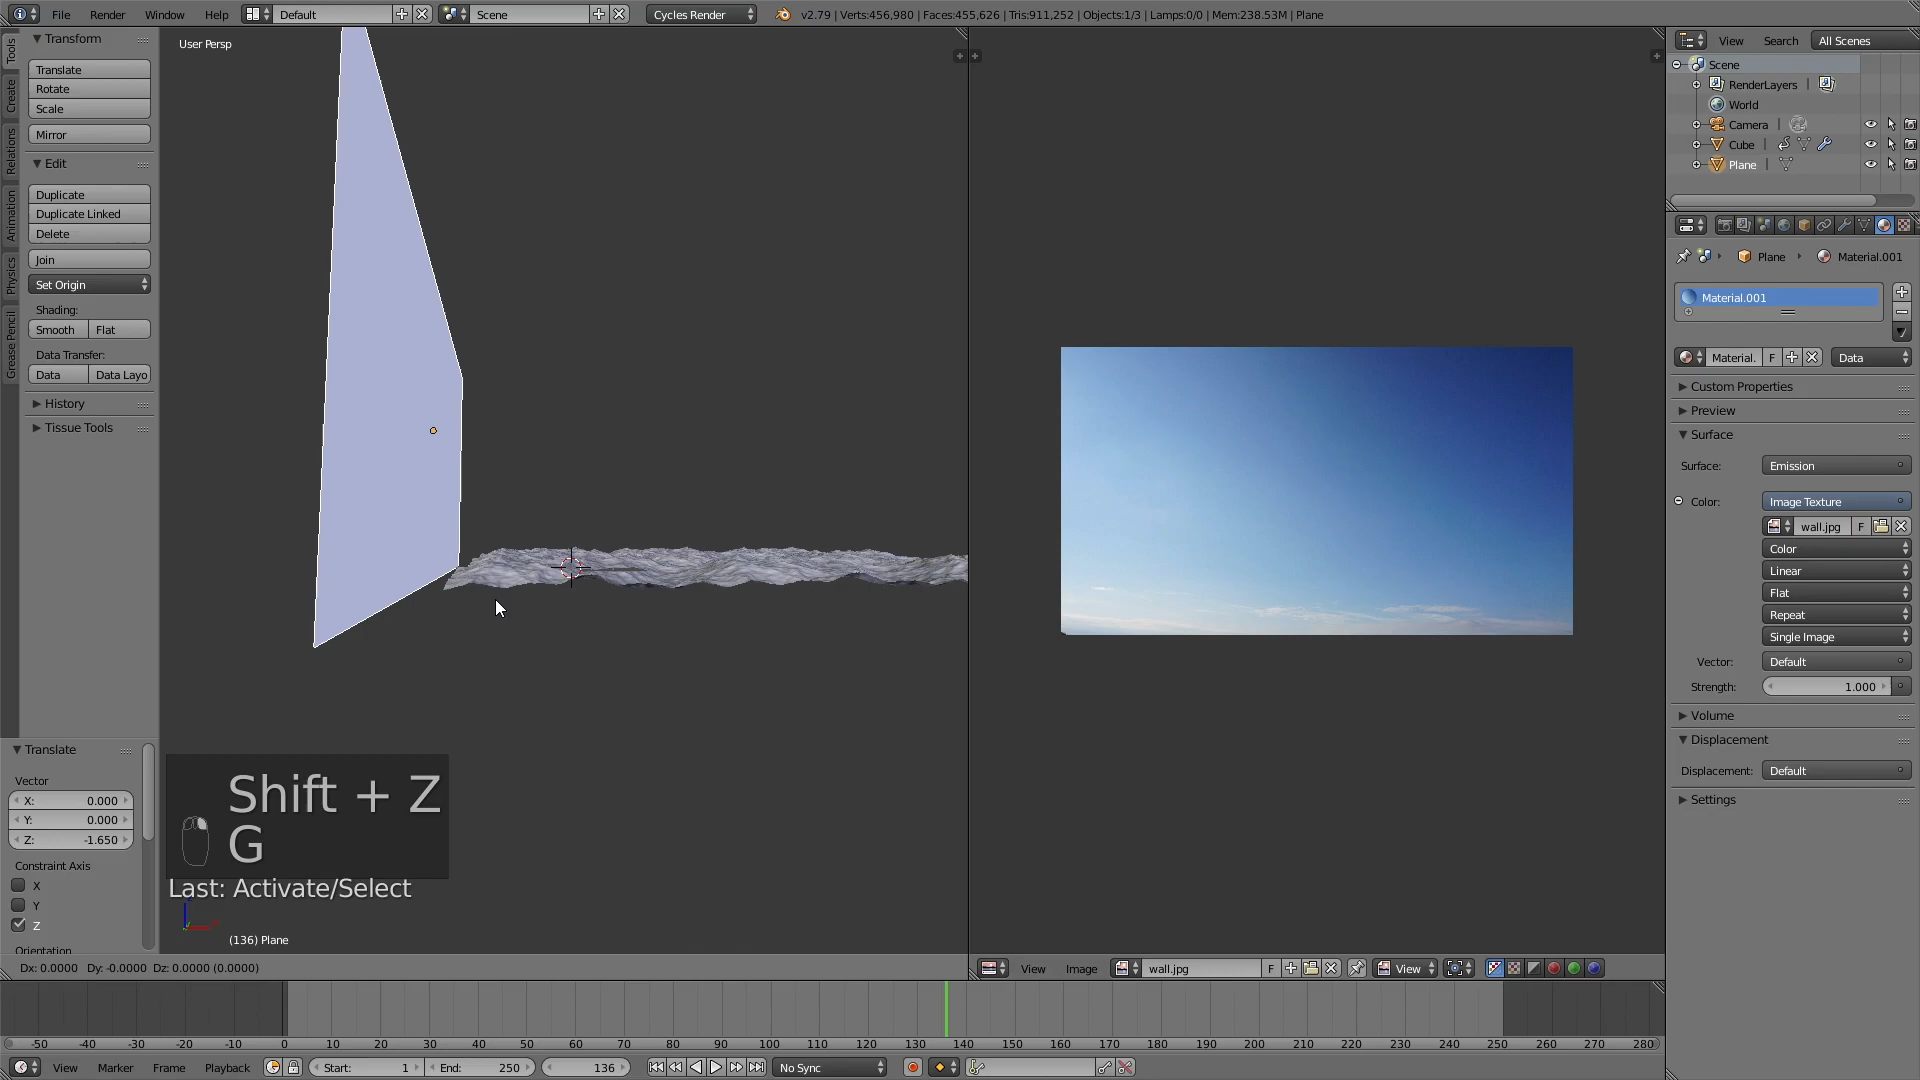 File Render Window Help Default Scene Cycles Render v2.79 | Verts:456,980 | Faces:455,626 | Tris:911,252 | Objects:1/3 | Lamps:0/0 | Mem:238.53M | Plane
Tools
Create
Relations
Animation
Physics
Grease Pencil
Transform
Translate
Rotate
Scale
Mirror
Edit
Duplicate
Duplicate Linked
Delete
Join
Set Origin
Shading:
Smooth Flat
Data Transfer:
Data Data Layo
History
Tissue Tools
Translate
Vector
X: 0.000
Y: 0.000
Z: -1.650
Constraint Axis
X
Y
Z
Orientation
User Persp
Shift + Z
G
Last: Activate/Select
(136) Plane
Dx: 0.0000 Dy: -0.0000 Dz: 0.0000 (0.0000)
View Image wall.jpg F View
View Search All Scenes
Scene
RenderLayers |
World
Camera |
Cube |
Plane |
Plane Material.001
Material.001
Material. F Data
Custom Properties
Preview
Surface
Surface: Emission
Color: Image Texture
wall.jpg F
Color
Linear
Flat
Repeat
Single Image
Vector: Default
Strength: 1.000
Volume
Displacement
Displacement: Default
Settings
-50 -40 -30 -20 -10 0 10 20 30 40 50 60 70 80 90 100 110 120 130 140 150 160 170 180 190 200 210 220 230 240 250 260 270 280
View Marker Frame Playback Start: 1 End: 250 136 No Sync